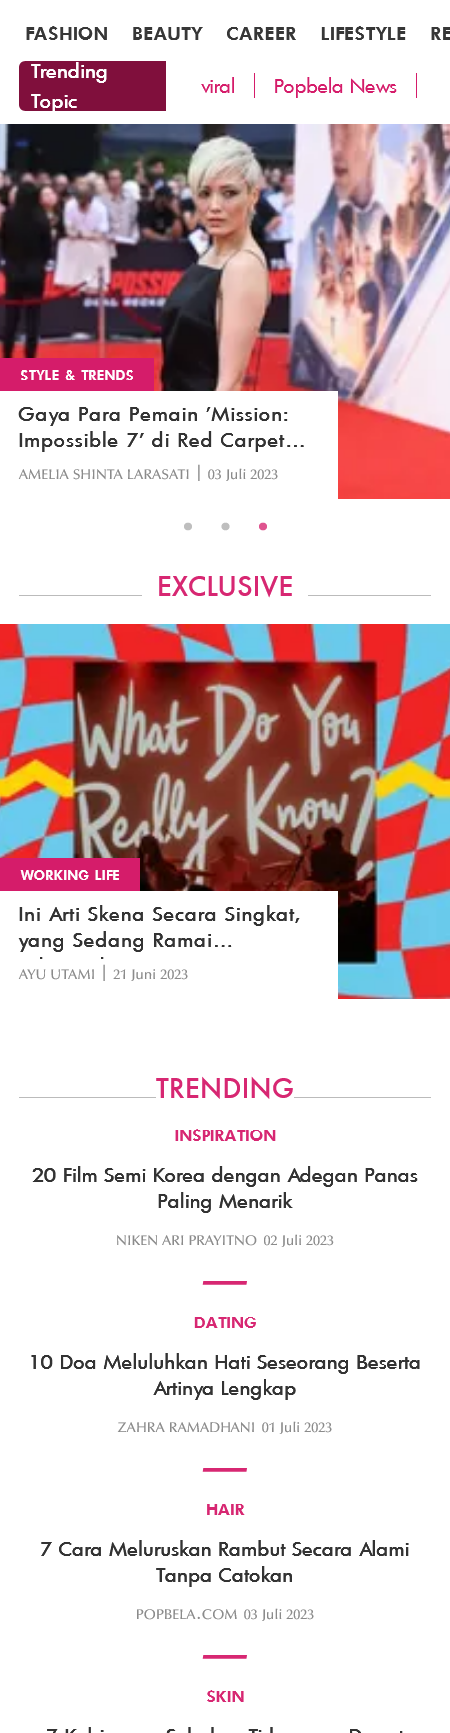 FASHION BEAUTY CAREER LIFESTYLE RE
Trending
Topic
viral
Popbela News
STYLE & TRENDS
Gaya Para Pemain 'Mission:
Impossible 7' di Red Carpet...
AMELIA SHINTA LARASATI | 03 Juli 2023
EXCLUSIVE
What Do You
Really Know?
WORKING LIFE
Ini Arti Skena Secara Singkat,
yang Sedang Ramai...
AYU UTAMI | 21 Juni 2023
TRENDING
INSPIRATION
20 Film Semi Korea dengan Adegan Panas
Paling Menarik
NIKEN ARI PRAYITNO 02 Juli 2023
DATING
10 Doa Meluluhkan Hati Seseorang Beserta
Artinya Lengkap
ZAHRA RAMADHANI 01 Juli 2023
HAIR
7 Cara Meluruskan Rambut Secara Alami
Tanpa Catokan
POPBELA.COM 03 Juli 2023
SKIN